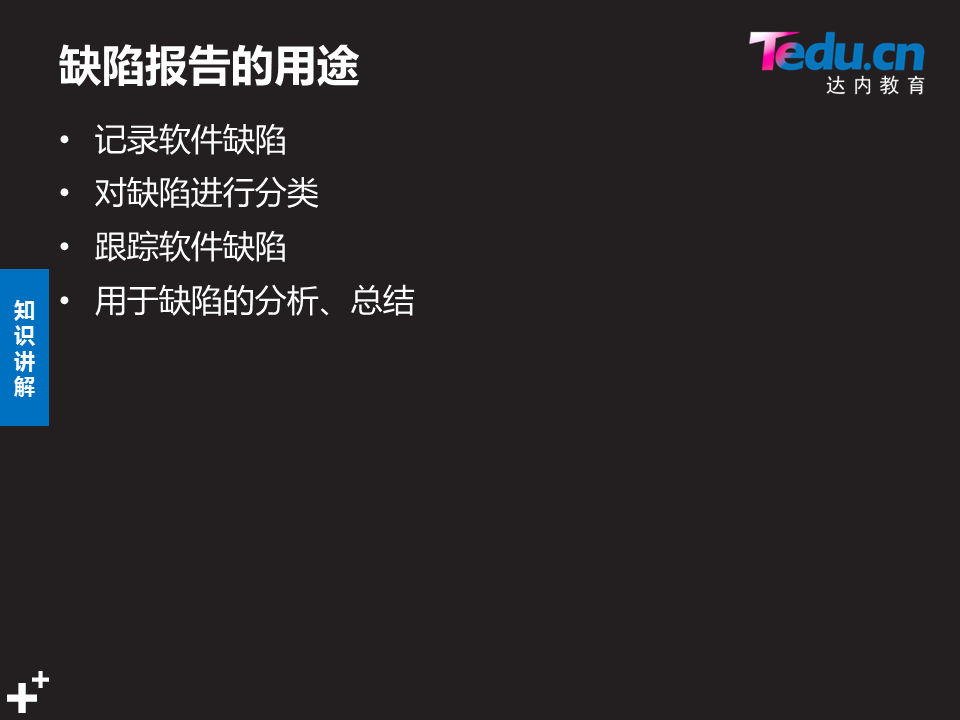 缺陷报告的用途
Tedu.cn
达内教育
• 记录软件缺陷
• 对缺陷进行分类
• 跟踪软件缺陷
• 用于缺陷的分析、总结
知
识
讲
解